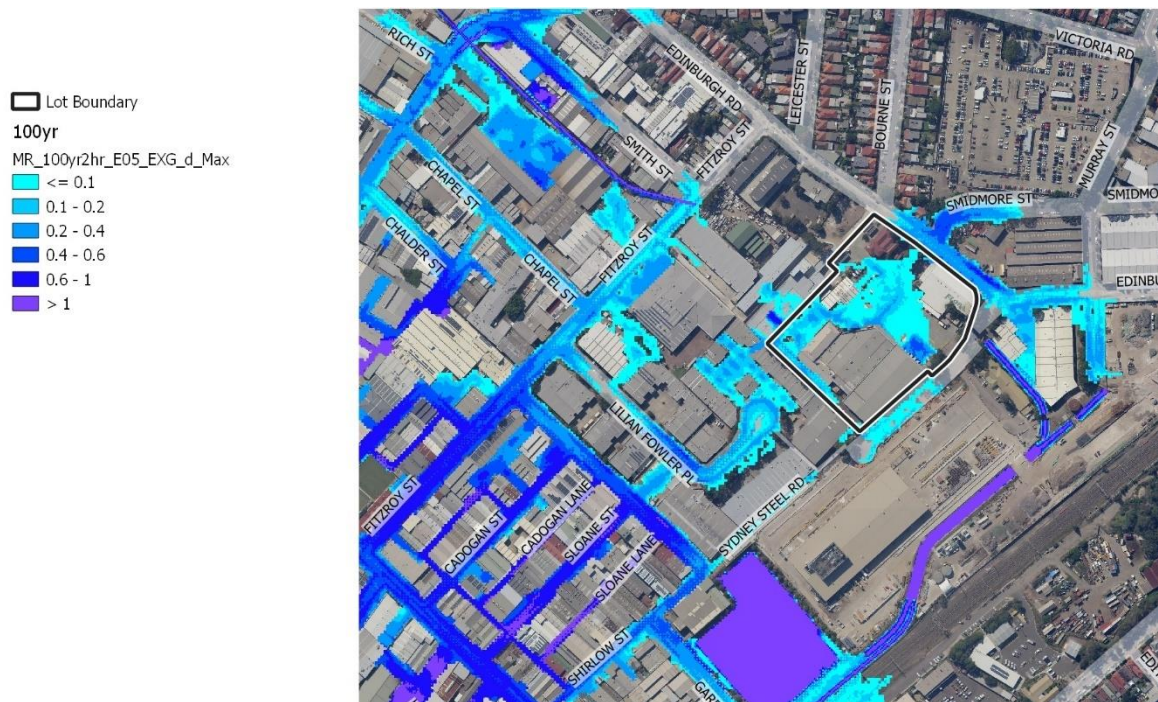 Lot Boundary
100yr
MR_100yr2hr_E05_EXG_d_Max
<= 0.1
0.1 - 0.2
0.2 - 0.4
0.4 - 0.6
0.6 - 1
> 1
RICH ST
EDINBURGH RD
LEICESTER ST
BOURNE ST
VICTORIA RD
MURRAY ST
SMITH ST
FITZROY ST
SMIDMORE ST
SMIDMO
CHAPEL ST
CHALDER ST
CHAPEL ST
FITZROY ST
EDINBU
LILIAN FOWLER PL
FITZROY ST
CADOGAN ST
CADOGAN LANE
SLOANE ST
SLOANE LANE
SYDNEY STEEL RD
SHIRLOW ST
GAR